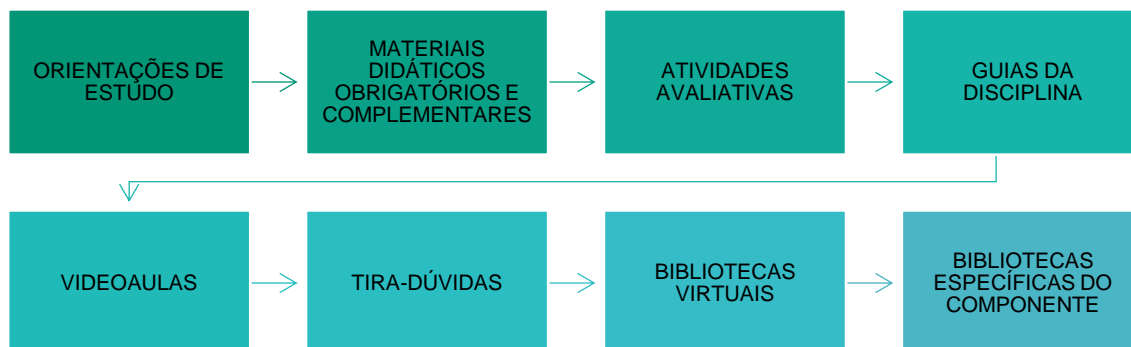 ORIENTAÇÕES DE
ESTUDO
MATERIAIS
DIDÁTICOS
OBRIGATÓRIOS E
COMPLEMENTARES
ATIVIDADES
AVALIATIVAS
GUIAS DA
DISCIPLINA
VIDEOAULAS
TIRA-DÚVIDAS
BIBLIOTECAS
VIRTUAIS
BIBLIOTECAS
ESPECÍFICAS DO
COMPONENTE